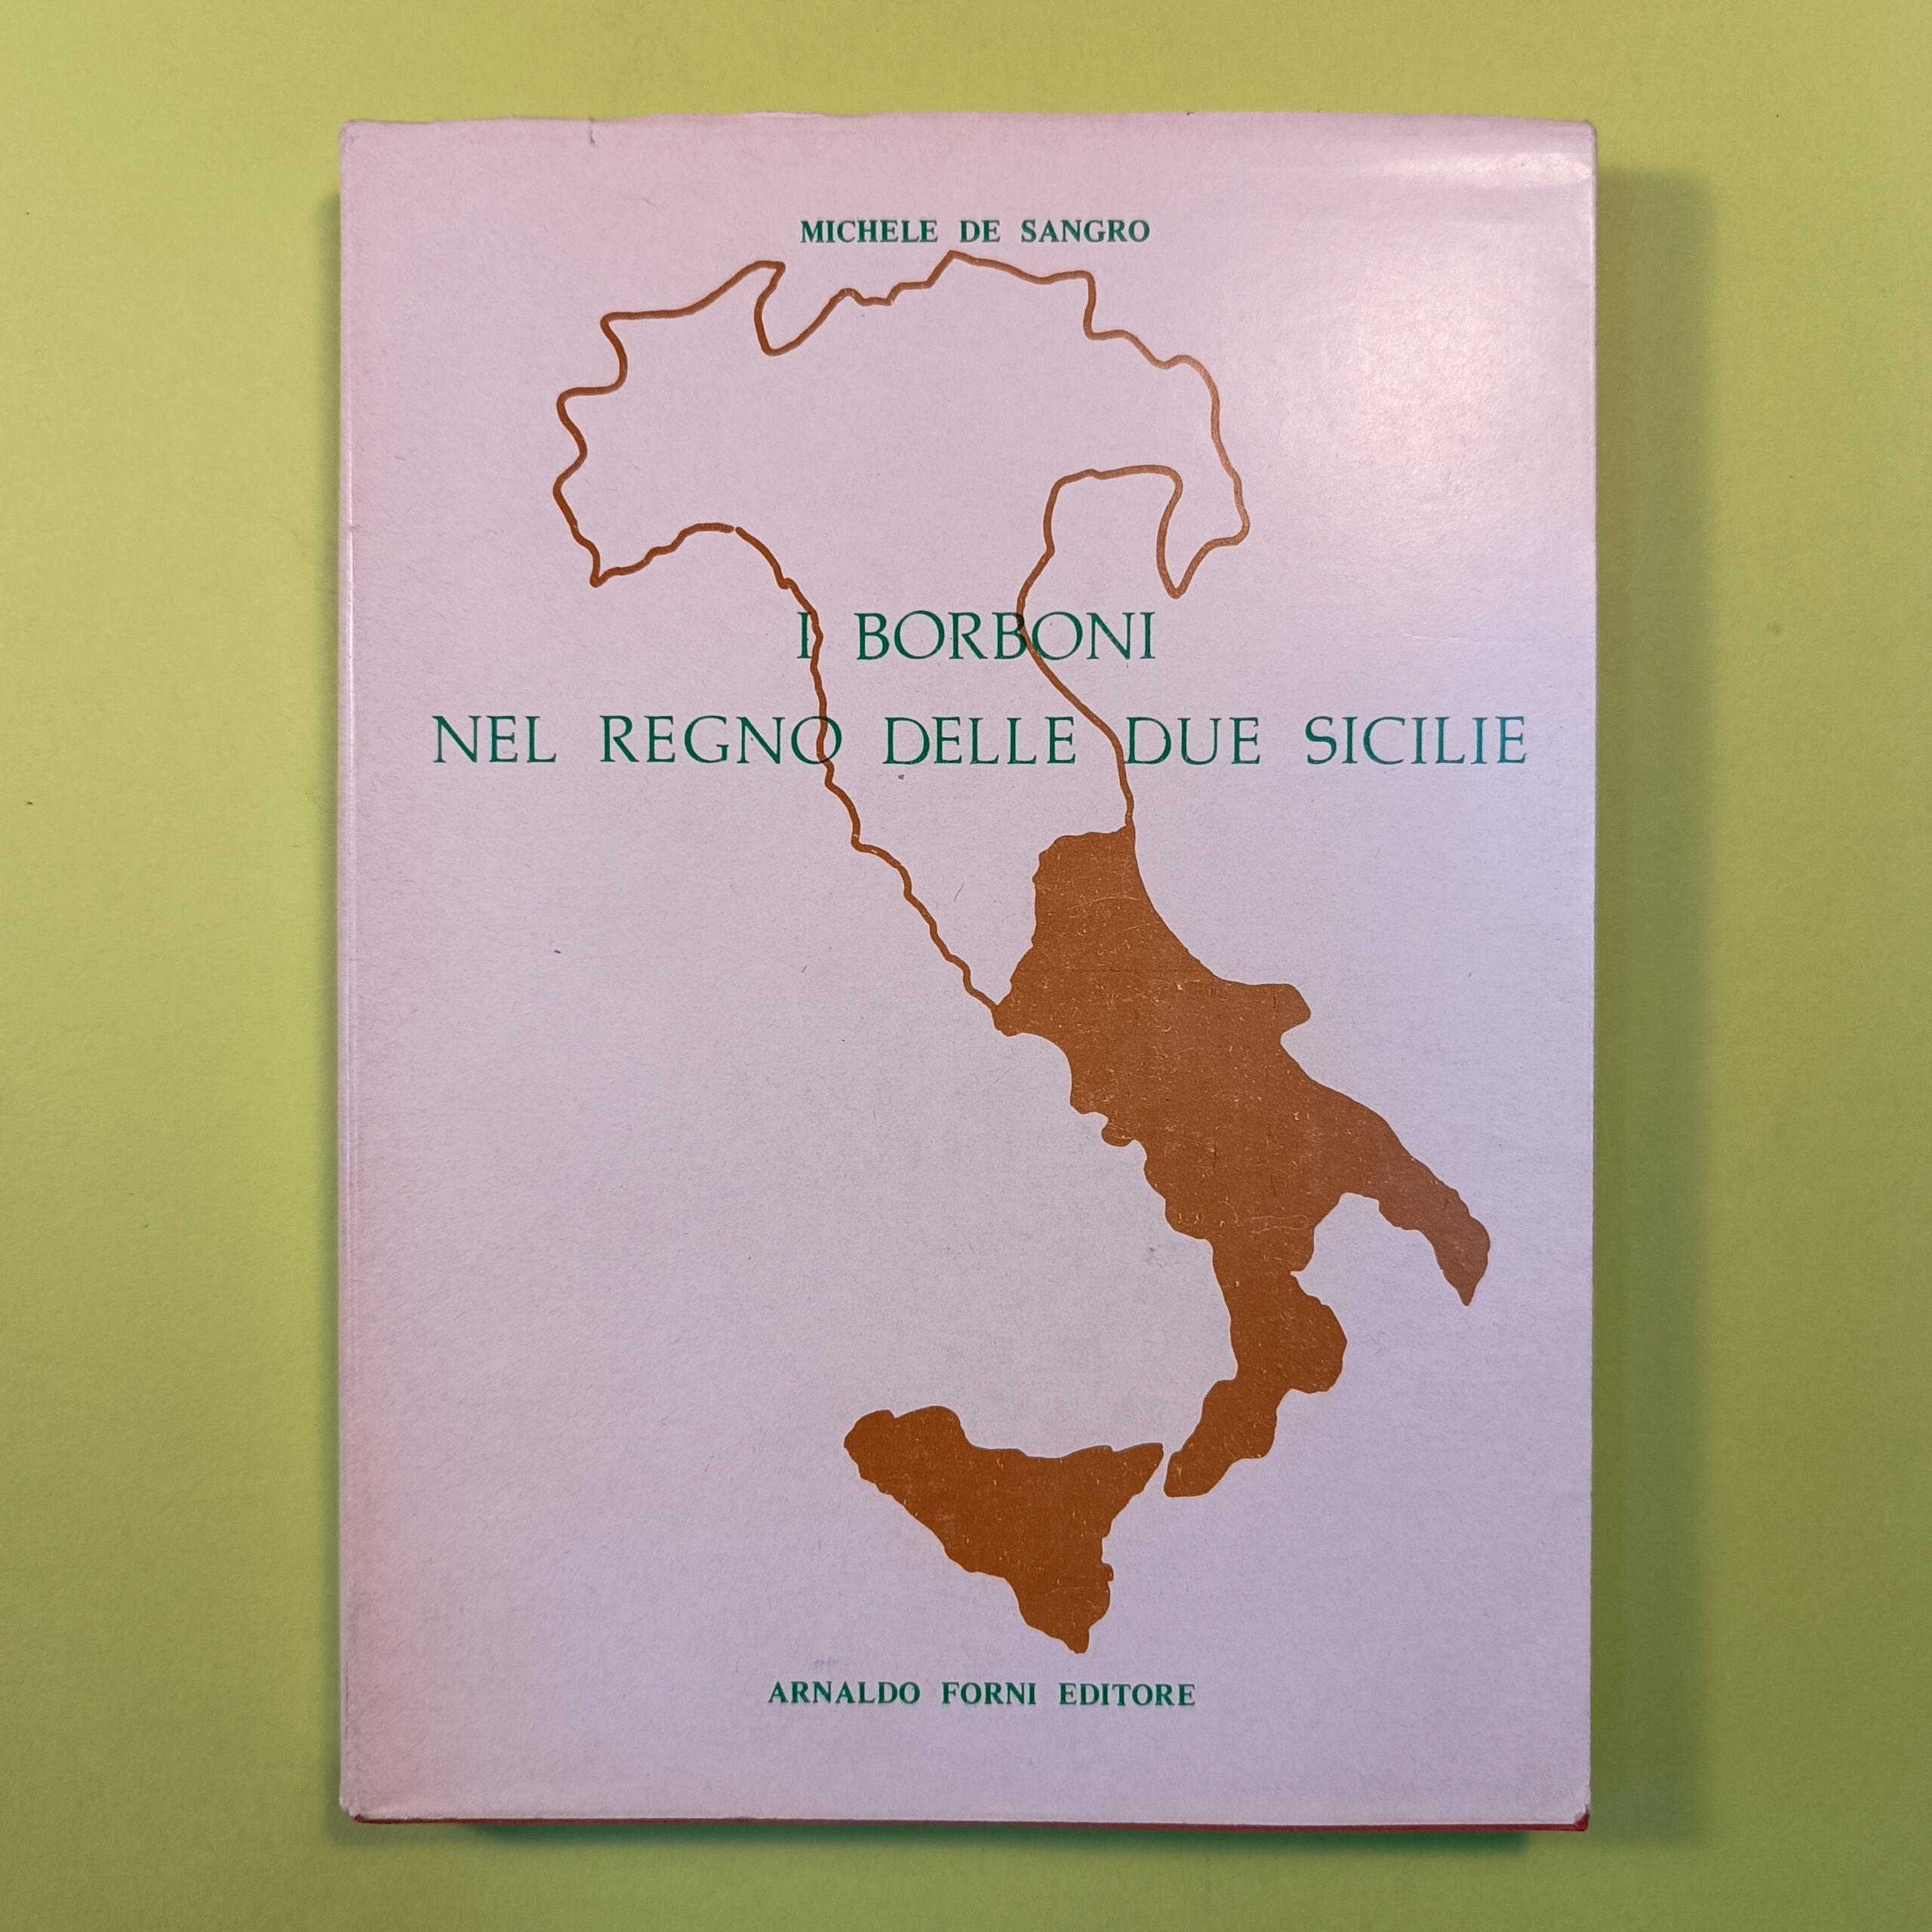 MICHELE DE SANGRO
I BORBONI
NEL REGNO DELLE DUE SICILIE
ARNALDO FORNI EDITORE